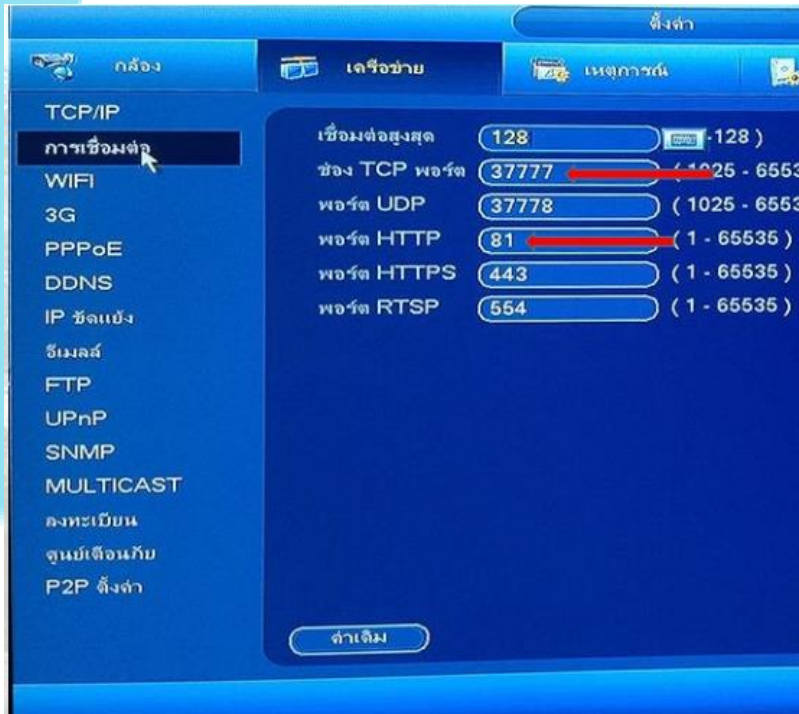 ตั้งค่า
กล้อง
เครือข่าย
เหตุการณ์
TCP/IP
การเชื่อมต่อ
WIFI
3G
PPPoE
DDNS
IP ขัดแย้ง
อีเมลล์
FTP
UPnP
SNMP
MULTICAST
ลงทะเบียน
ศูนย์เตือนภัย
P2P ตั้งค่า
เชื่อมต่อสูงสุด 128 -128 )
ช่อง TCP พอร์ต 37777 25 - 6553
พอร์ต UDP 37778 ( 1025 - 6553
พอร์ต HTTP 81 ( 1 - 65535 )
พอร์ต HTTPS 443 ( 1 - 65535 )
พอร์ต RTSP 554 ( 1 - 65535 )
ค่าเดิม